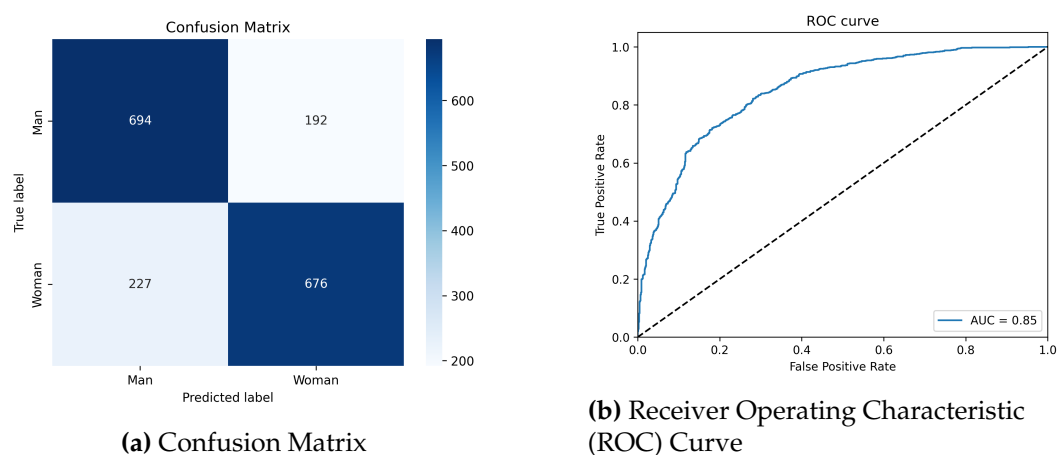 Confusion Matrix
Man
694
192
Woman
227
676
True label
Man
Woman
Predicted label
600
500
400
300
200
(a) Confusion Matrix
ROC curve
1.0
0.8
0.6
0.4
0.2
0.0
True Positive Rate
AUC = 0.85
0.0
0.2
0.4
0.6
0.8
1.0
False Positive Rate
(b) Receiver Operating Characteristic
(ROC) Curve